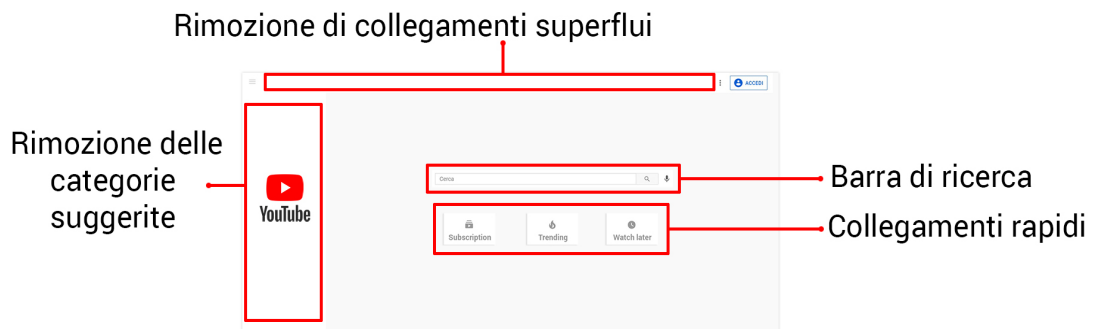 Rimozione di collegamenti superflui
ACCEDI
Rimozione delle
categorie
suggerite
YouTube
Cerca
Barra di ricerca
Subscription
Trending
Watch later
Collegamenti rapidi